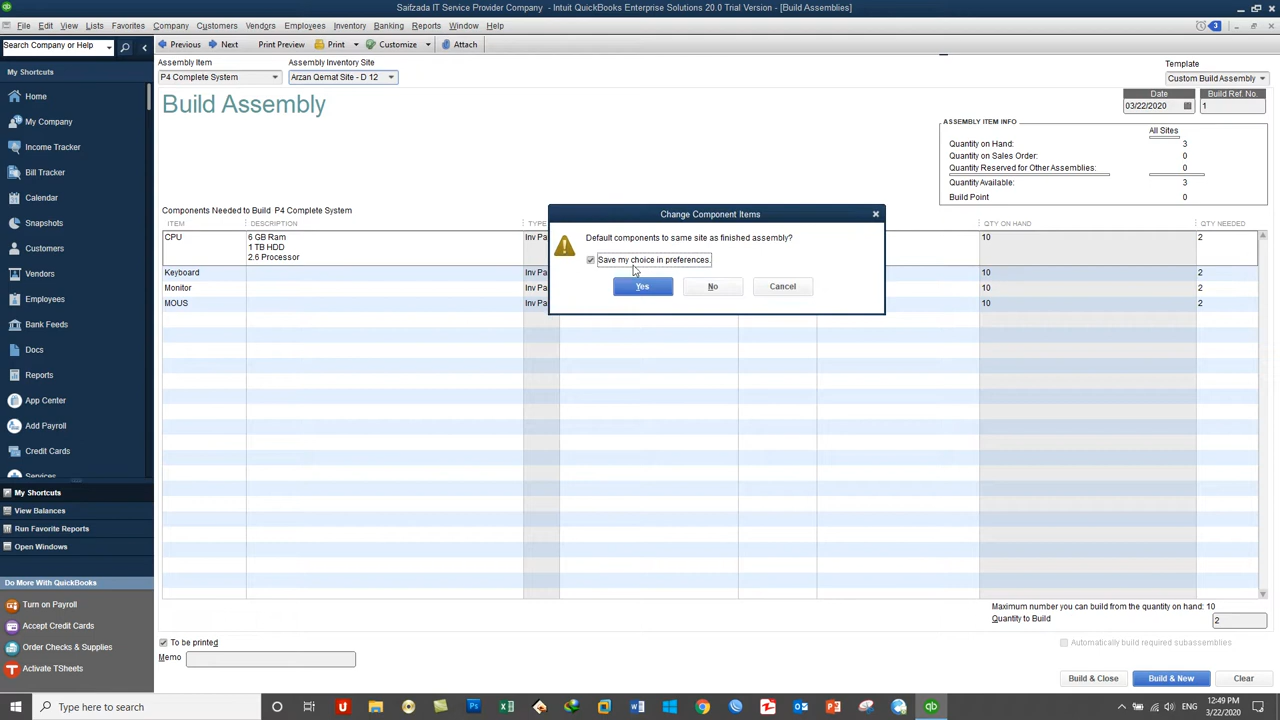 Saifzada IT Service Provider Company - Intuit QuickBooks Enterprise Solutions 20.0 Trial Version - [Build Assemblies]
File Edit View Lists Favorites Company Customers Vendors Employees Inventory Banking Reports Window Help 3
Search Company or Help
Previous Next Print Preview Print Customize Attach
My Shortcuts
Home
My Company
Income Tracker
Bill Tracker
Calendar
Snapshots
Customers
Vendors
Employees
Bank Feeds
Docs
Reports
App Center
Add Payroll
Credit Cards
Services
My Shortcuts
View Balances
Run Favorite Reports
Open Windows
Do More With QuickBooks
Turn on Payroll
Accept Credit Cards
Order Checks & Supplies
Activate TSheets
Assembly Item Assembly Inventory Site Template
P4 Complete System Arzan Qemat Site - D 12 Custom Build Assembly
Build Assembly
Date Build Ref. No.
03/22/2020 1
ASSEMBLY ITEM INFO
All Sites
Quantity on Hand: 3
Quantity on Sales Order: 0
Quantity Reserved for Other Assemblies: 0
Quantity Available: 3
Build Point 0
Components Needed to Build P4 Complete System
ITEM DESCRIPTION TYPE QTY ON HAND QTY NEEDED
CPU 6 GB Ram Inv Pa 10 2
1 TB HDD
2.6 Processor
Keyboard Inv Pa 10 2
Monitor Inv Pa 10 2
MOUS Inv Pa 10 2
Change Component Items
Default components to same site as finished assembly?
Save my choice in preferences.
Yes No Cancel
Maximum number you can build from the quantity on hand: 10
Quantity to Build 2
To be printed
Automatically build required subassemblies
Memo
Build & Close Build & New Clear
Type here to search
12:49 PM
3/22/2020